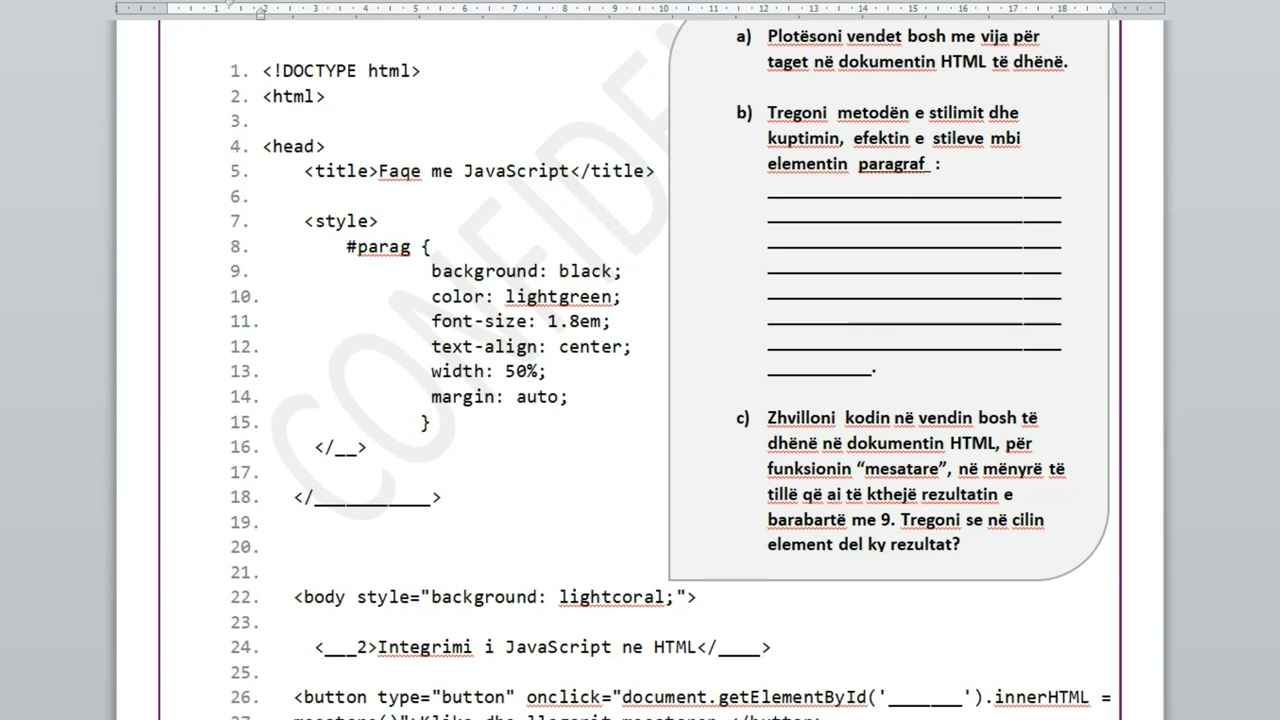 1. <!DOCTYPE html>
2. <html>
3.
4. <head>
5. <title>Faqe me JavaScript</title>
6.
7. <style>
8. #parag {
9. background: black;
10. color: lightgreen;
11. font-size: 1.8em;
12. text-align: center;
13. width: 50%;
14. margin: auto;
15. }
16. </__>
17.
18. </___________>
19.
20.
21.
22. <body style="background: lightcoral;">
23.
24. <___2>Integrimi i JavaScript ne HTML</____>
25.
26. <button type="button" onclick="document.getElementById('_______').innerHTML =
a) Plotësoni vendet bosh me vija për
taget në dokumentin HTML të dhënë.
b) Tregoni metodën e stilimit dhe
kuptimin, efektin e stileve mbi
elementin paragraf :
c) Zhvilloni kodin në vendin bosh të
dhënë në dokumentin HTML, për
funksionin “mesatare”, në mënyrë të
tillë që ai të kthejë rezultatin e
barabartë me 9. Tregoni se në cilin
element del ky rezultat?